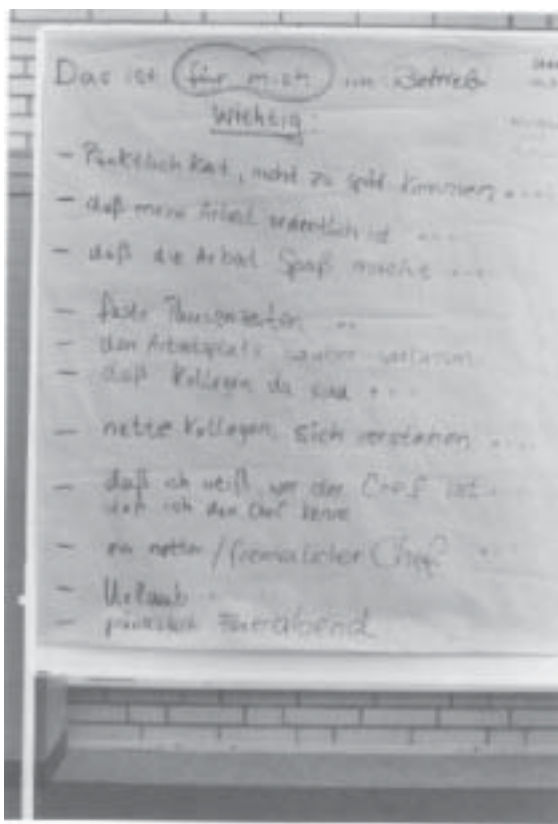 Das ist für mich im Betrieb
Wichtig:
- Pünktlichkeit, nicht zu spät kommen
- daß meine Arbeit ordentlich ist
- daß die Arbeit Spaß macht
- feste Pausenzeiten
- den Arbeitsplatz sauber verlassen
- daß Kollegen da sind
- nette Kollegen, sich verstehen
- daß ich weiß wer der Chef ist
daß ich den Chef kenne
- ein netter / freundlicher Chef
- Urlaub
- pünktlich Feierabend